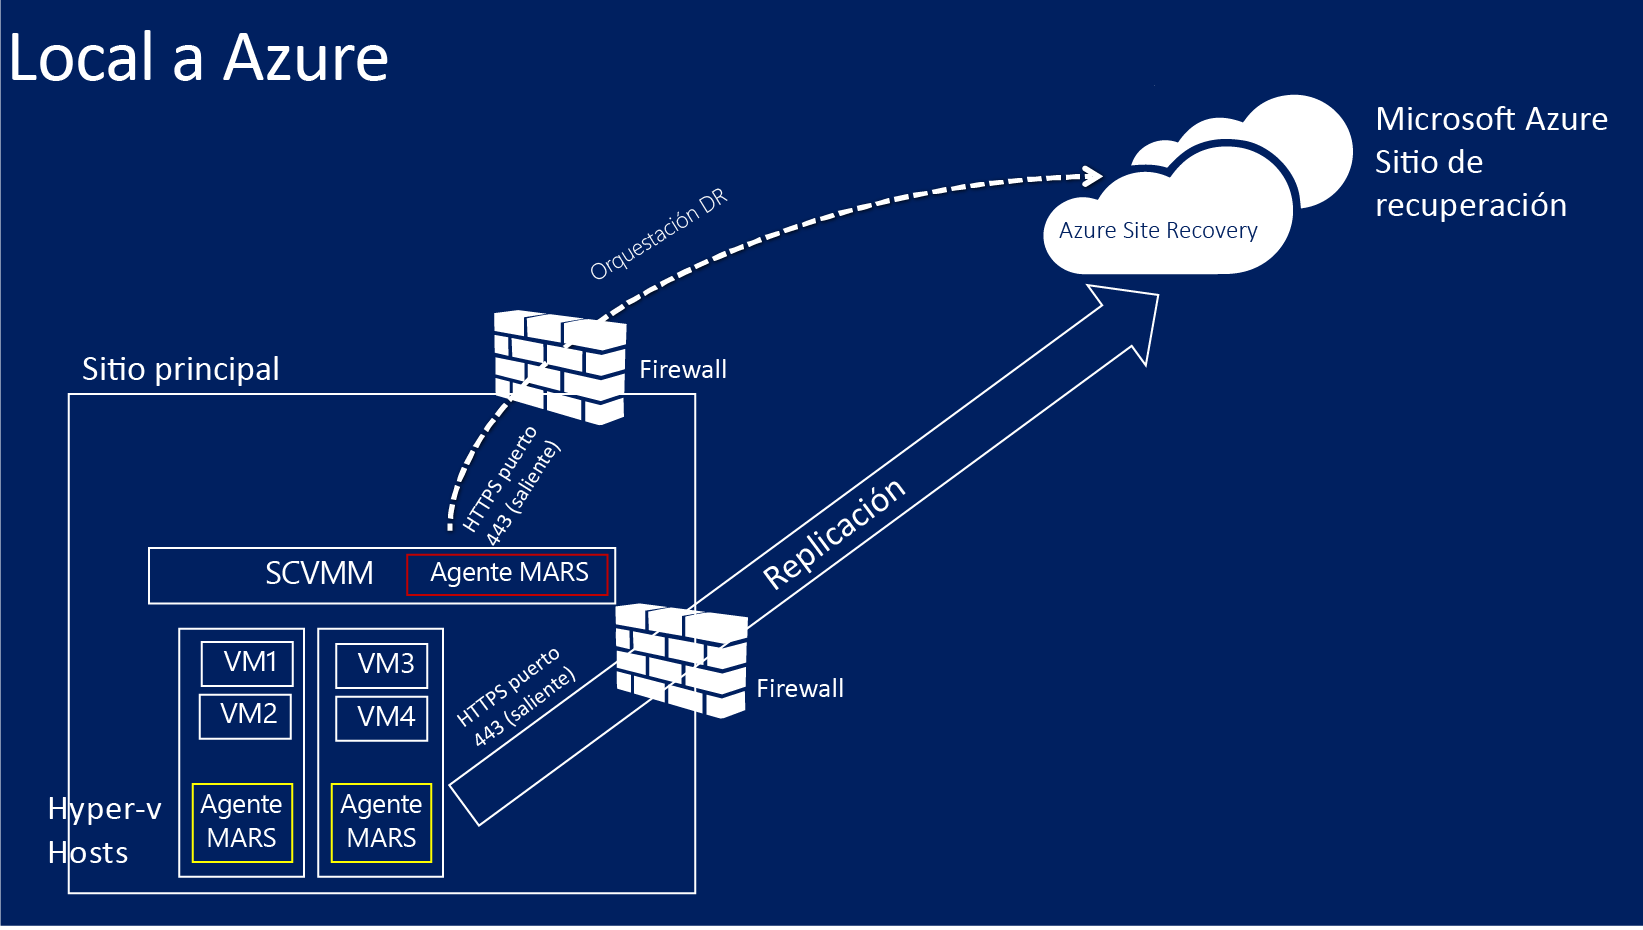 Local a Azure
Microsoft Azure
Sitio de
recuperación
Azure Site Recovery
Orquestación DR
Sitio principal
Firewall
HTTPS puerto
443 (saliente)
Replicación
SCVMM
Agente MARS
VM1
VM3
VM2
VM4
HTTPS puerto
443 (saliente)
Firewall
Hyper-v
Hosts
Agente
MARS
Agente
MARS